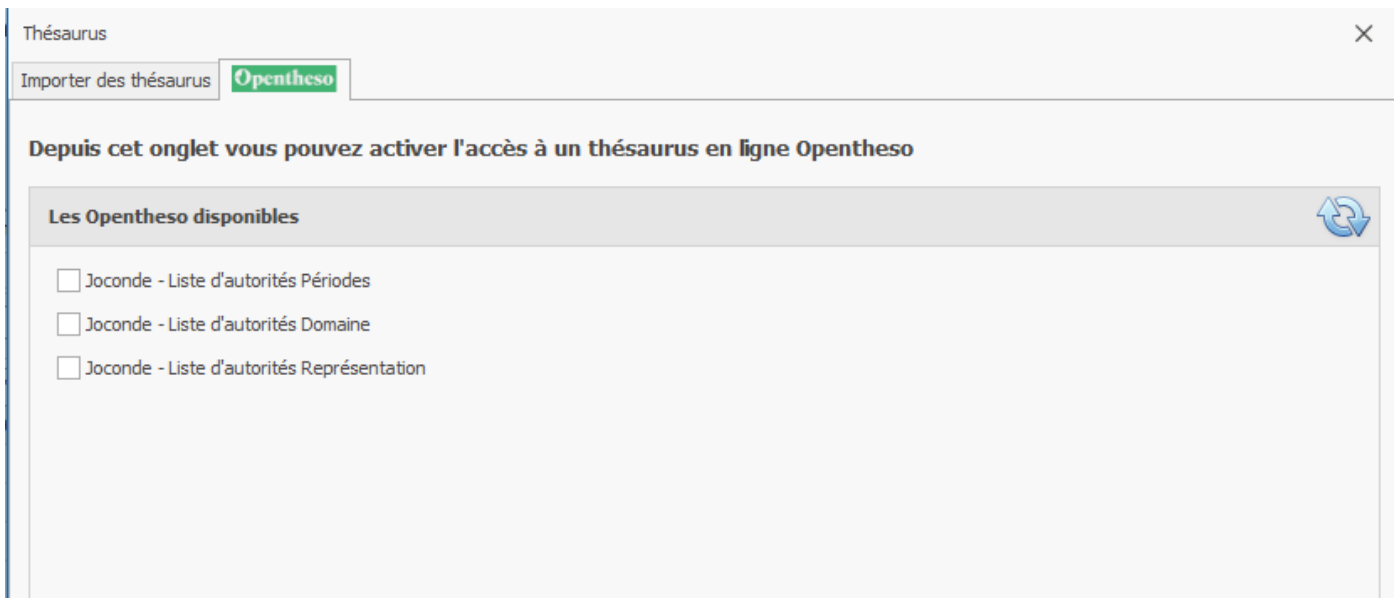 Thésaurus
Importer des thésaurus Opentheso
Depuis cet onglet vous pouvez activer l'accès à un thésaurus en ligne Opentheso
Les Opentheso disponibles
Joconde - Liste d'autorités Périodes
Joconde - Liste d'autorités Domaine
Joconde - Liste d'autorités Représentation